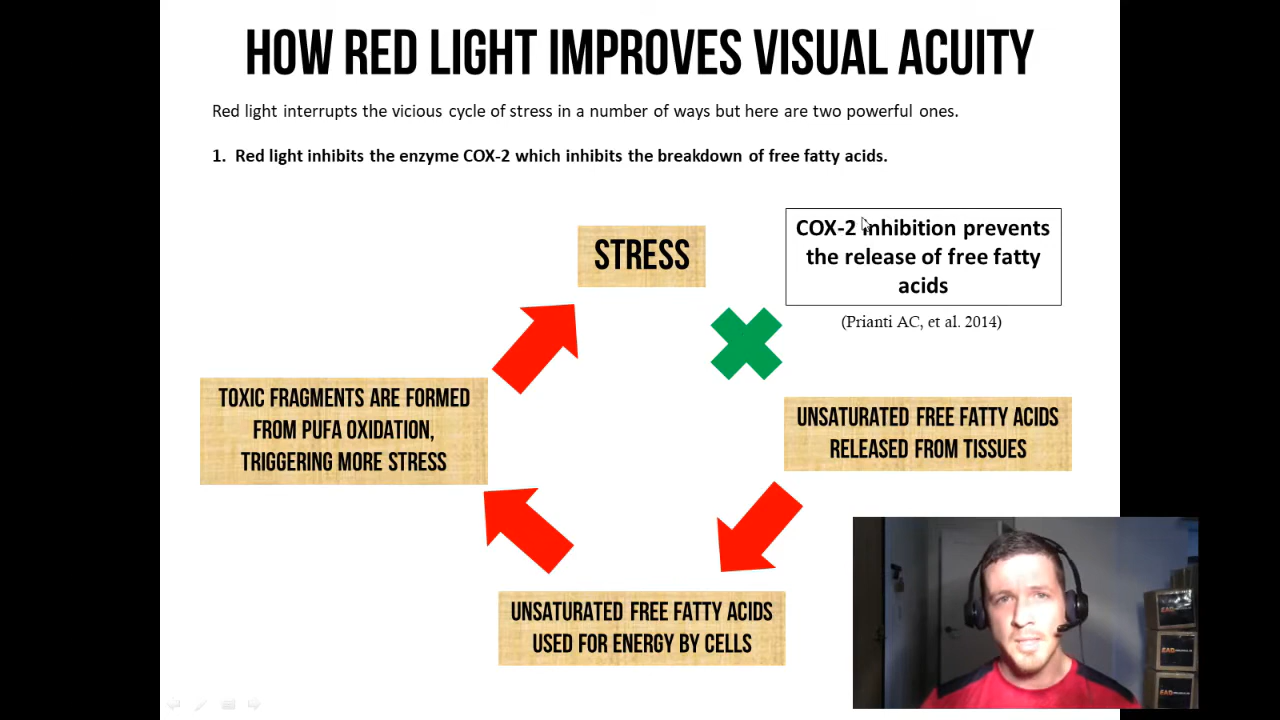 HOW RED LIGHT IMPROVES VISUAL ACUITY
Red light interrupts the vicious cycle of stress in a number of ways but here are two powerful ones.
1. Red light inhibits the enzyme COX-2 which inhibits the breakdown of free fatty acids.
STRESS
COX-2 inhibition prevents
the release of free fatty
acids
(Prianti AC, et al. 2014)
UNSATURATED FREE FATTY ACIDS
RELEASED FROM TISSUES
UNSATURATED FREE FATTY ACIDS
USED FOR ENERGY BY CELLS
TOXIC FRAGMENTS ARE FORMED
FROM PUFA OXIDATION,
TRIGGERING MORE STRESS